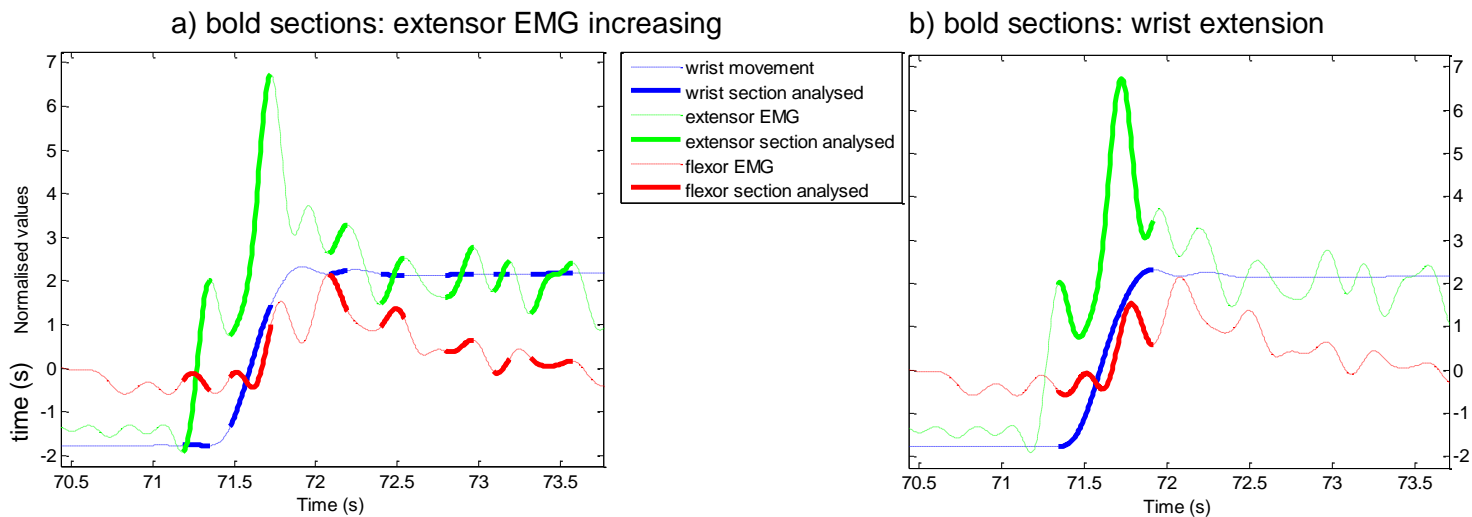 a) bold sections: extensor EMG increasing
b) bold sections: wrist extension
7
6
5
4
3
2
1
0
-1
-2
Normalised values
time (s)
70.5 71 71.5 72 72.5 73 73.5
Time (s)
wrist movement
wrist section analysed
extensor EMG
extensor section analysed
flexor EMG
flexor section analysed
7
6
5
4
3
2
1
0
-1
-2
70.5 71 71.5 72 72.5 73 73.5
Time (s)